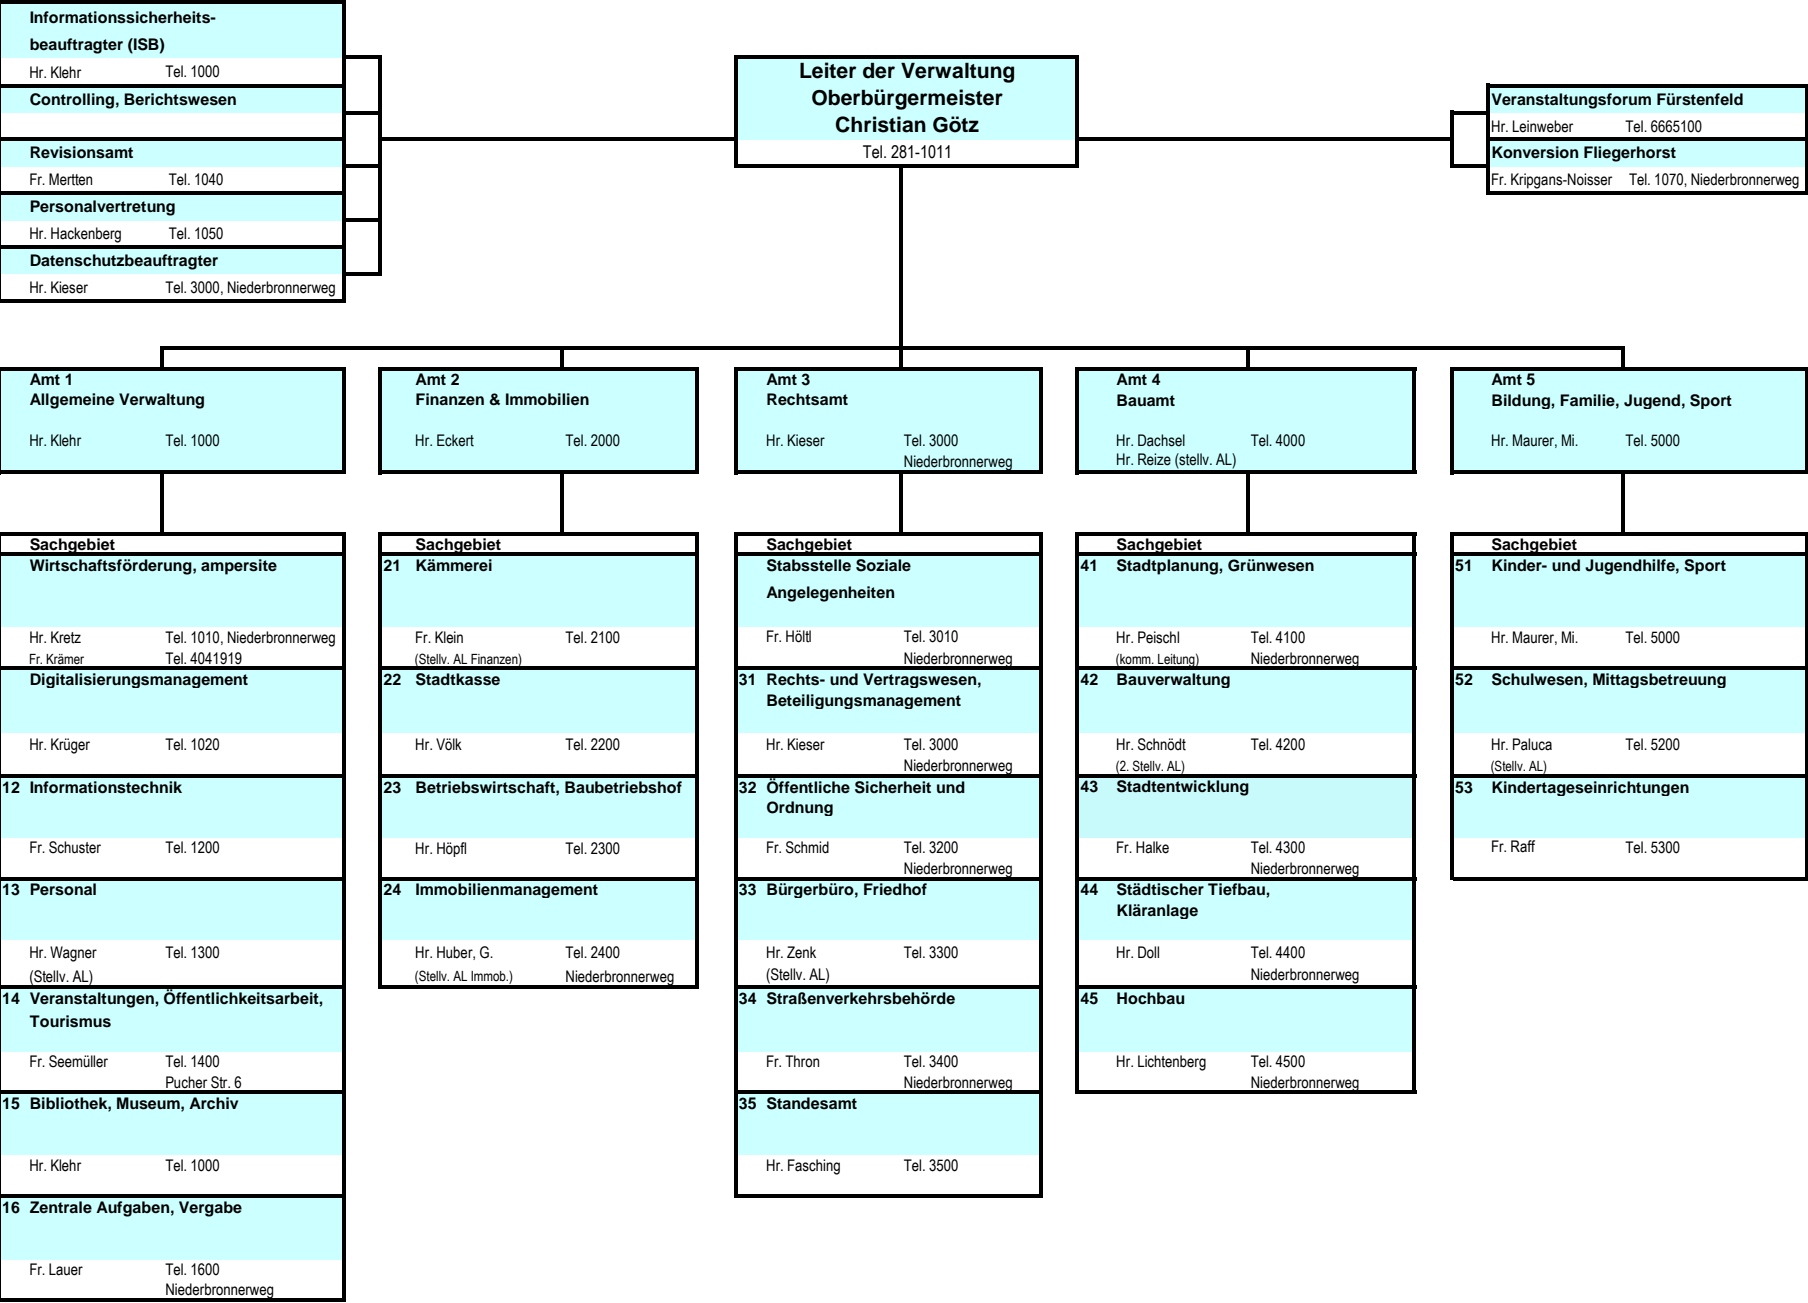 Informationssicherheits-
beauftragter (ISB)
Hr. Klehr Tel. 1000
Controlling, Berichtswesen
Revisionsamt
Fr. Mertten Tel. 1040
Personalvertretung
Hr. Hackenberg Tel. 1050
Datenschutzbeauftragter
Hr. Kieser Tel. 3000, Niederbronnerweg
Leiter der Verwaltung
Oberbürgermeister
Christian Götz
Tel. 281-1011
Veranstaltungsforum Fürstenfeld
Hr. Leinweber Tel. 6665100
Konversion Fliegerhorst
Fr. Kripgans-Noisser Tel. 1070, Niederbronnerweg
Amt 1
Allgemeine Verwaltung
Hr. Klehr Tel. 1000
Amt 2
Finanzen & Immobilien
Hr. Eckert Tel. 2000
Amt 3
Rechtsamt
Hr. Kieser Tel. 3000
Niederbronnerweg
Amt 4
Bauamt
Hr. Dachsel Tel. 4000
Hr. Reize (stellv. AL)
Amt 5
Bildung, Familie, Jugend, Sport
Hr. Maurer, Mi. Tel. 5000
Sachgebiet
Wirtschaftsförderung, ampersite
Hr. Kretz Tel. 1010, Niederbronnerweg
Fr. Krämer Tel. 4041919
Digitalisierungsmanagement
Hr. Krüger Tel. 1020
12 Informationstechnik
Fr. Schuster Tel. 1200
13 Personal
Hr. Wagner Tel. 1300
(Stellv. AL)
14 Veranstaltungen, Öffentlichkeitsarbeit,
Tourismus
Fr. Seemüller Tel. 1400
Pucher Str. 6
15 Bibliothek, Museum, Archiv
Hr. Klehr Tel. 1000
16 Zentrale Aufgaben, Vergabe
Fr. Lauer Tel. 1600
Niederbronnerweg
Sachgebiet
21 Kämmerei
Fr. Klein Tel. 2100
(Stellv. AL Finanzen)
22 Stadtkasse
Hr. Völk Tel. 2200
23 Betriebswirtschaft, Baubetriebshof
Hr. Höpfl Tel. 2300
24 Immobilienmanagement
Hr. Huber, G. Tel. 2400
(Stellv. AL Immob.) Niederbronnerweg
Sachgebiet
Stabsstelle Soziale
Angelegenheiten
Fr. Höltl Tel. 3010
Niederbronnerweg
31 Rechts- und Vertragswesen,
Beteiligungsmanagement
Hr. Kieser Tel. 3000
Niederbronnerweg
32 Öffentliche Sicherheit und
Ordnung
Fr. Schmid Tel. 3200
Niederbronnerweg
33 Bürgerbüro, Friedhof
Hr. Zenk Tel. 3300
(Stellv. AL)
34 Straßenverkehrsbehörde
Fr. Thron Tel. 3400
Niederbronnerweg
35 Standesamt
Hr. Fasching Tel. 3500
Sachgebiet
41 Stadtplanung, Grünwesen
Hr. Peischl Tel. 4100
(komm. Leitung) Niederbronnerweg
42 Bauverwaltung
Hr. Schnödt Tel. 4200
(2. Stellv. AL)
43 Stadtentwicklung
Fr. Halke Tel. 4300
Niederbronnerweg
44 Städtischer Tiefbau,
Kläranlage
Hr. Doll Tel. 4400
Niederbronnerweg
45 Hochbau
Hr. Lichtenberg Tel. 4500
Niederbronnerweg
Sachgebiet
51 Kinder- und Jugendhilfe, Sport
Hr. Maurer, Mi. Tel. 5000
52 Schulwesen, Mittagsbetreuung
Hr. Paluca Tel. 5200
(Stellv. AL)
53 Kindertageseinrichtungen
Fr. Raff Tel. 5300